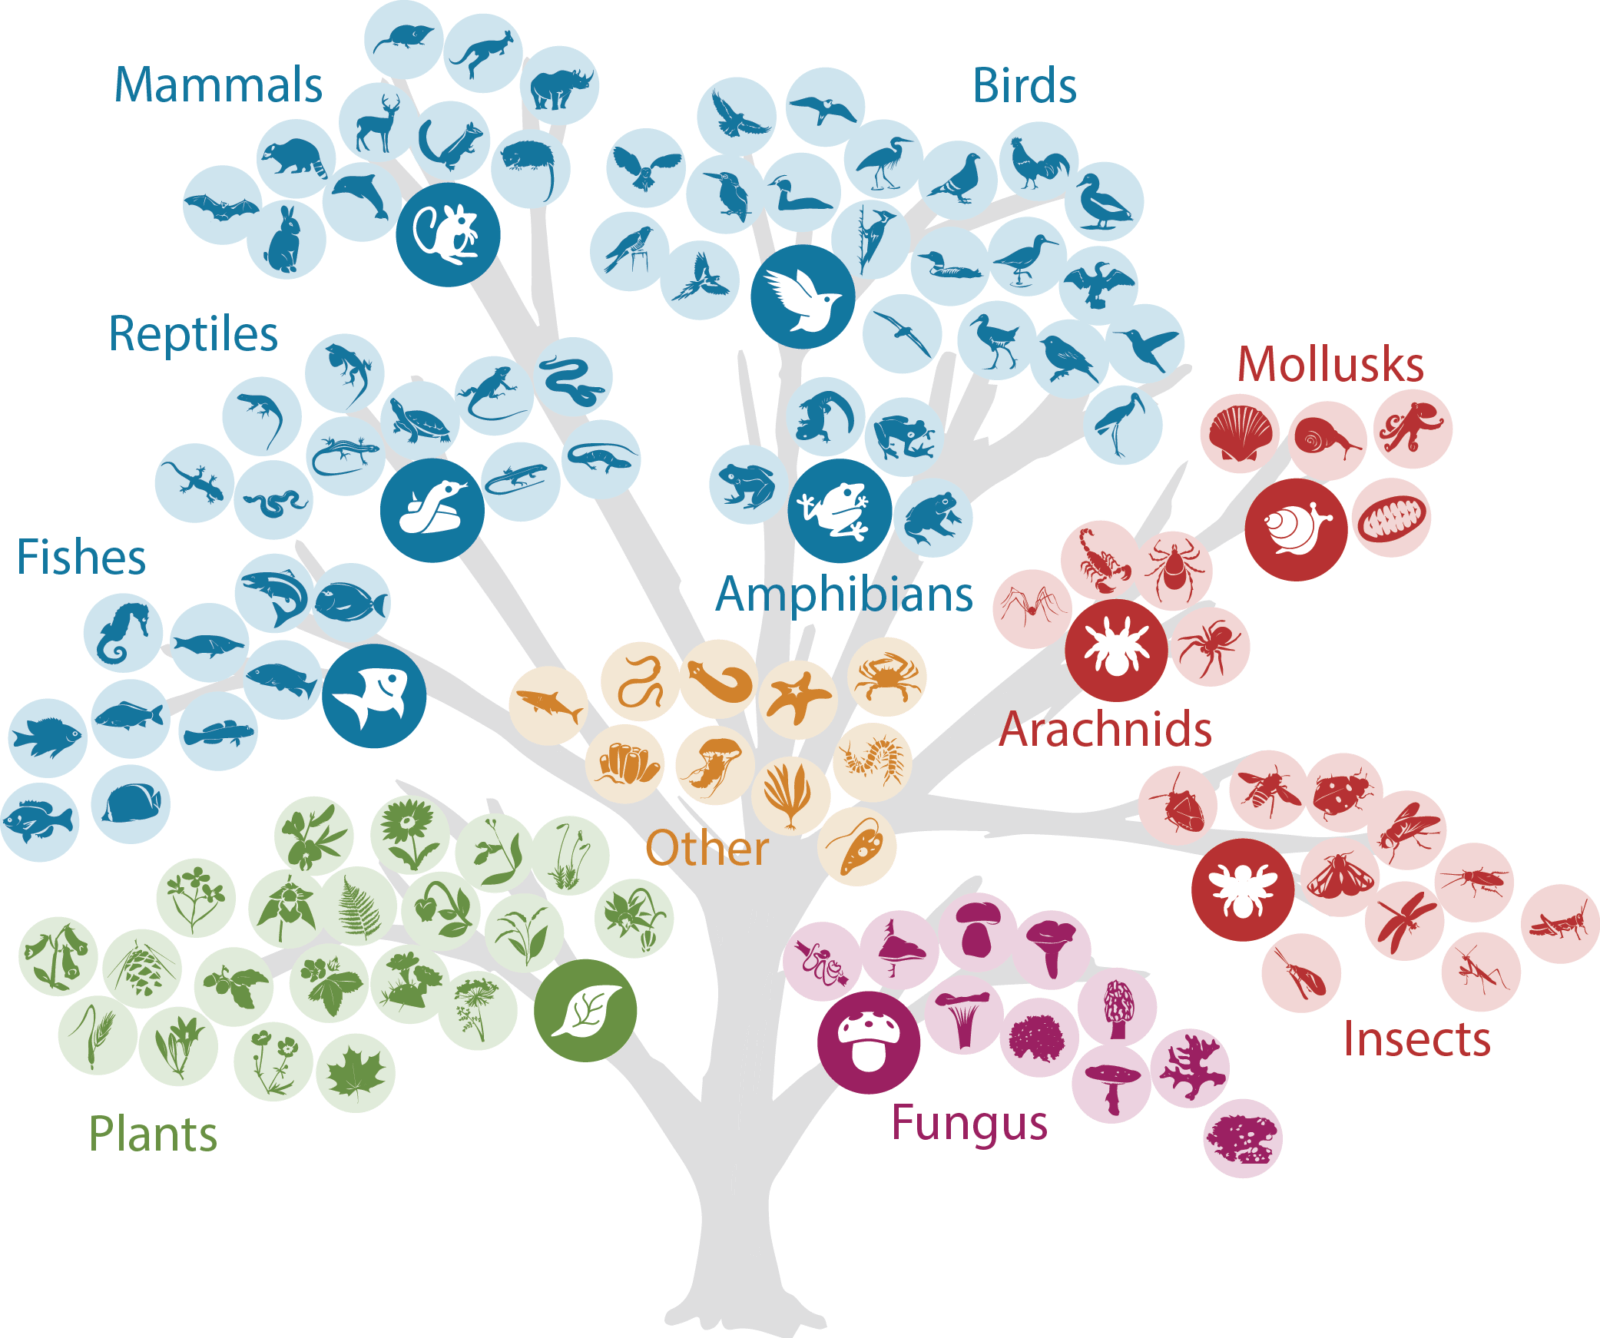 Mammals
Birds
Reptiles
Mollusks
Fishes
Amphibians
Arachnids
Other
Insects
Fungus
Plants